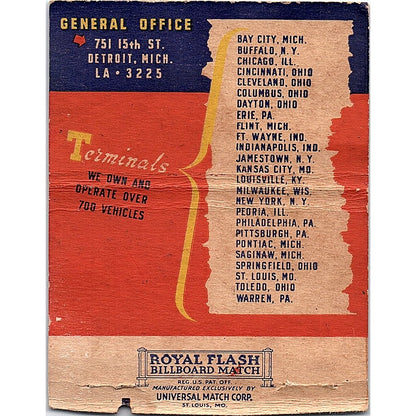 GENERAL OFFICE
751 15th ST.
DETROIT, MICH.
LA • 3225
Terminals
WE OWN AND
OPERATE OVER
700 VEHICLES
BAY CITY, MICH.
BUFFALO, N.Y.
CHICAGO, ILL.
CINCINNATI, OHIO
CLEVELAND, OHIO
COLUMBUS, OHIO
DAYTON, OHIO
ERIE, PA.
FLINT, MICH.
FT. WAYNE, IND.
INDIANAPOLIS, IND.
JAMESTOWN, N.Y.
KANSAS CITY, MO.
LOUISVILLE, KY.
MILWAUKEE, WIS.
NEW YORK, N.Y.
PEORIA, ILL.
PHILADELPHIA, PA.
PITTSBURGH, PA.
PONTIAC, MICH.
SAGINAW, MICH.
SPRINGFIELD, OHIO
ST. LOUIS, MO.
TOLEDO, OHIO
WARREN, PA.
ROYAL FLASH
BILLBOARD MATCH
REG. U.S. PAT. OFF.
MANUFACTURED EXCLUSIVELY BY
UNIVERSAL MATCH CORP.
ST. LOUIS, MO.